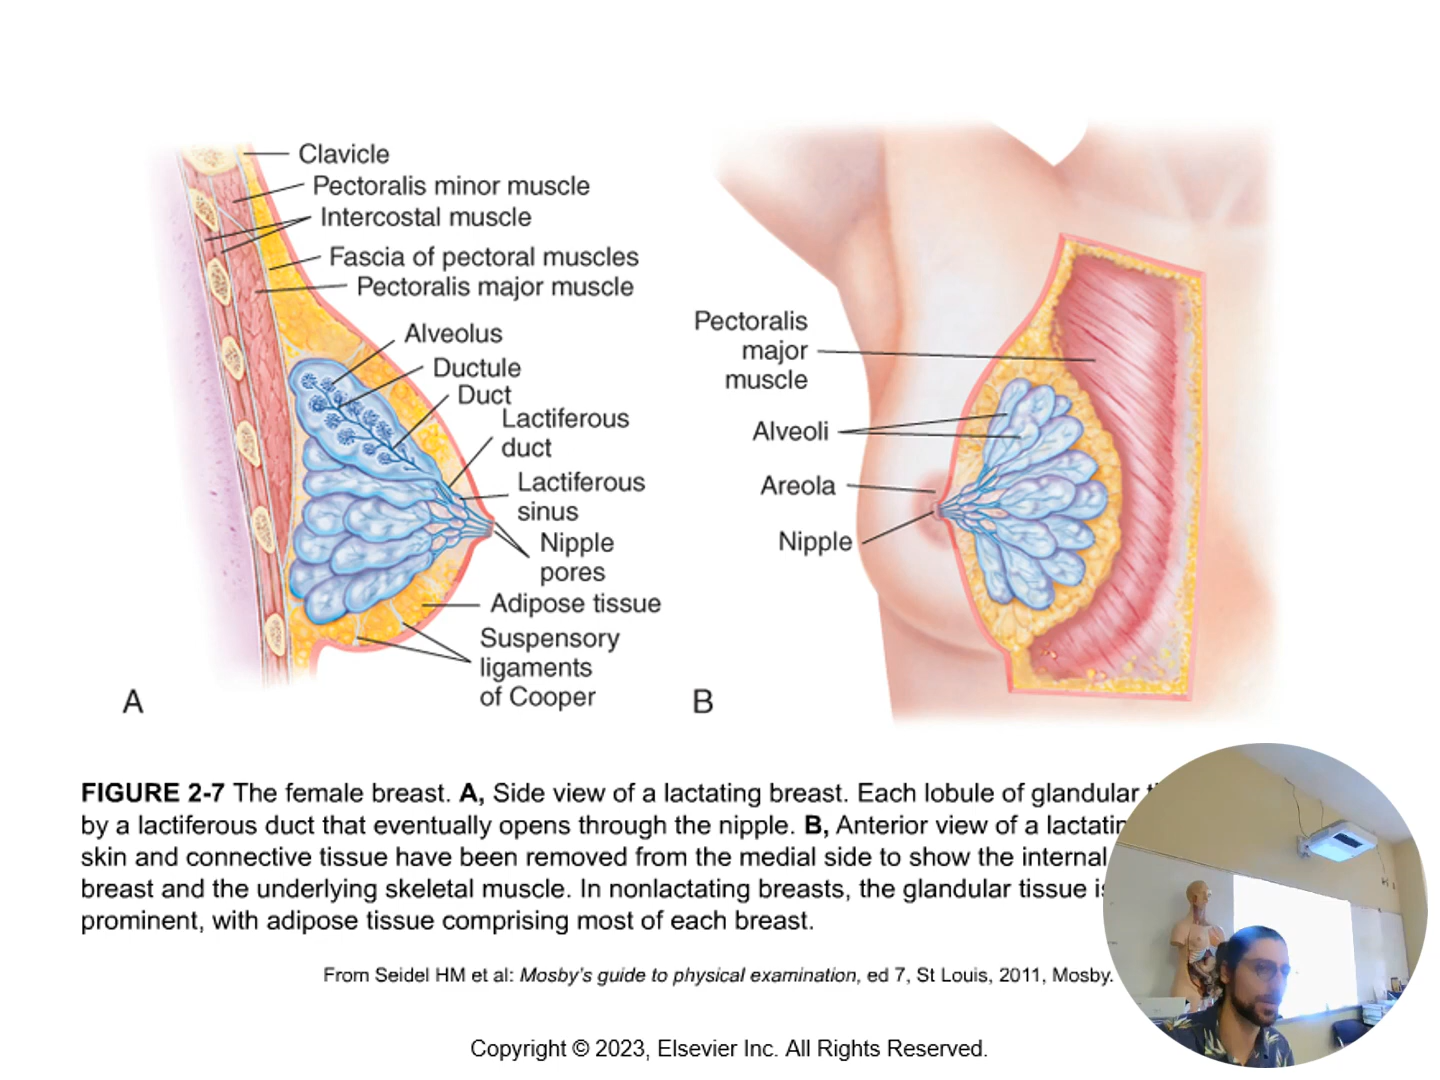 Clavicle
Pectoralis minor muscle
Intercostal muscle
Fascia of pectoral muscles
Pectoralis major muscle
Alveolus
Ductule
Duct
Lactiferous
duct
Lactiferous
sinus
Nipple
pores
Adipose tissue
Suspensory
ligaments
of Cooper
A
Pectoralis
major
muscle
Alveoli
Areola
Nipple
B
FIGURE 2-7 The female breast. A, Side view of a lactating breast. Each lobule of glandular
by a lactiferous duct that eventually opens through the nipple. B, Anterior view of a
skin and connective tissue have been removed from the medial side to show the internal
breast and the underlying skeletal muscle. In nonlactating breasts, the glandular tissue
prominent, with adipose tissue comprising most of each breast.
From Seidel HM et al: Mosby's guide to physical examination, ed 7, St Louis, 2011, Mosby.
Copyright © 2023, Elsevier Inc. All Rights Reserved.